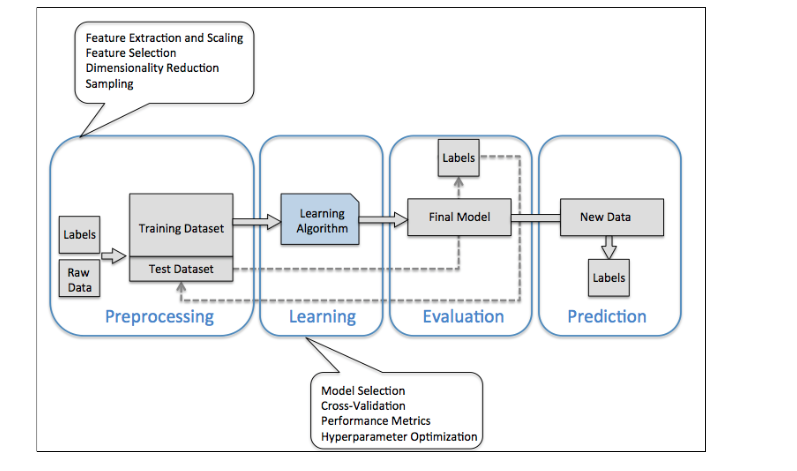 Feature Extraction and Scaling
Feature Selection
Dimensionality Reduction
Sampling
Labels
Raw
Data
Training Dataset
Test Dataset
Preprocessing
Learning
Algorithm
Learning
Labels
Final Model
Evaluation
New Data
Labels
Prediction
Model Selection
Cross-Validation
Performance Metrics
Hyperparameter Optimization